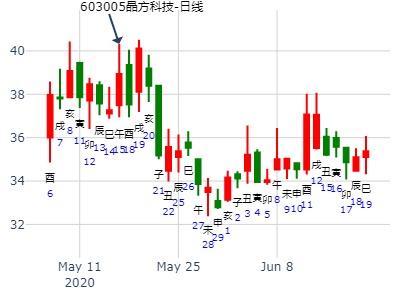 603005晶方科技-日线
40
38
36
34
32
酉 戌 亥 寅 卯 辰 巳 午 酉 戌 亥 子 丑 辰 巳 午 未 申 亥 子 丑 寅 卯 午 未 申 酉 戌 丑 寅 卯 辰 巳
6 7 8 11 12 13 14 15 18 19 20 21 22 25 26 27 28 29 1 2 3 4 5 8 9 10 11 12 15 16 17 18 19
May 11 May 25 Jun 8
2020